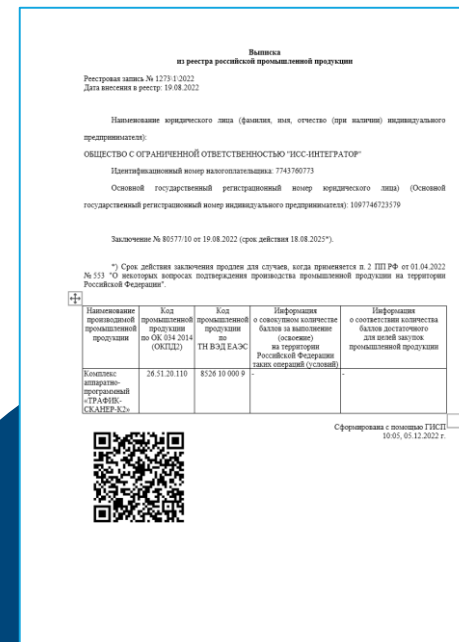 Выписка
из реестра российской промышленной продукции
Реестровая запись № 1273\1\2022
Дата внесения в реестр: 19.08.2022
Наименование юридического лица (фамилия, имя, отчество (при наличии) индивидуального
предпринимателя):
ОБЩЕСТВО С ОГРАНИЧЕННОЙ ОТВЕТСТВЕННОСТЬЮ "ИСС-ИНТЕГРАТОР"
Идентификационный номер налогоплательщика: 7743760773
Основной государственный регистрационный номер юридического лица) (Основной
государственный регистрационный номер индивидуального предпринимателя): 1097746723579
Заключение № 80577/10 от 19.08.2022 (срок действия 18.08.2025*).
*) Срок действия заключения продлен для случаев, когда применяется п. 2 ПП РФ от 01.04.2022
№ 553 "О некоторых вопросах подтверждения производства промышленной продукции на территории
Российской Федерации".
Наименование
производимой
промышленной
продукции
Код
промышленной
продукции
по ОК 034 2014
(ОКПД2)
Код
промышленной
продукции
по
ТН ВЭД ЕАЭС
Информация
о совокупном количестве
баллов за выполнение
(освоение)
на территории
Российской Федерации
таких операций (условий)
Информация
о соответствии количества
баллов достаточного
для целей закупок
промышленной продукции
Комплекс
аппаратно-
программный
«ТРАФИК-
СКАНЕР-К2»
26.51.20.110
8526 10 000 9
-
-
Сформирована с помощью ГИСП
10:05, 05.12.2022 г.